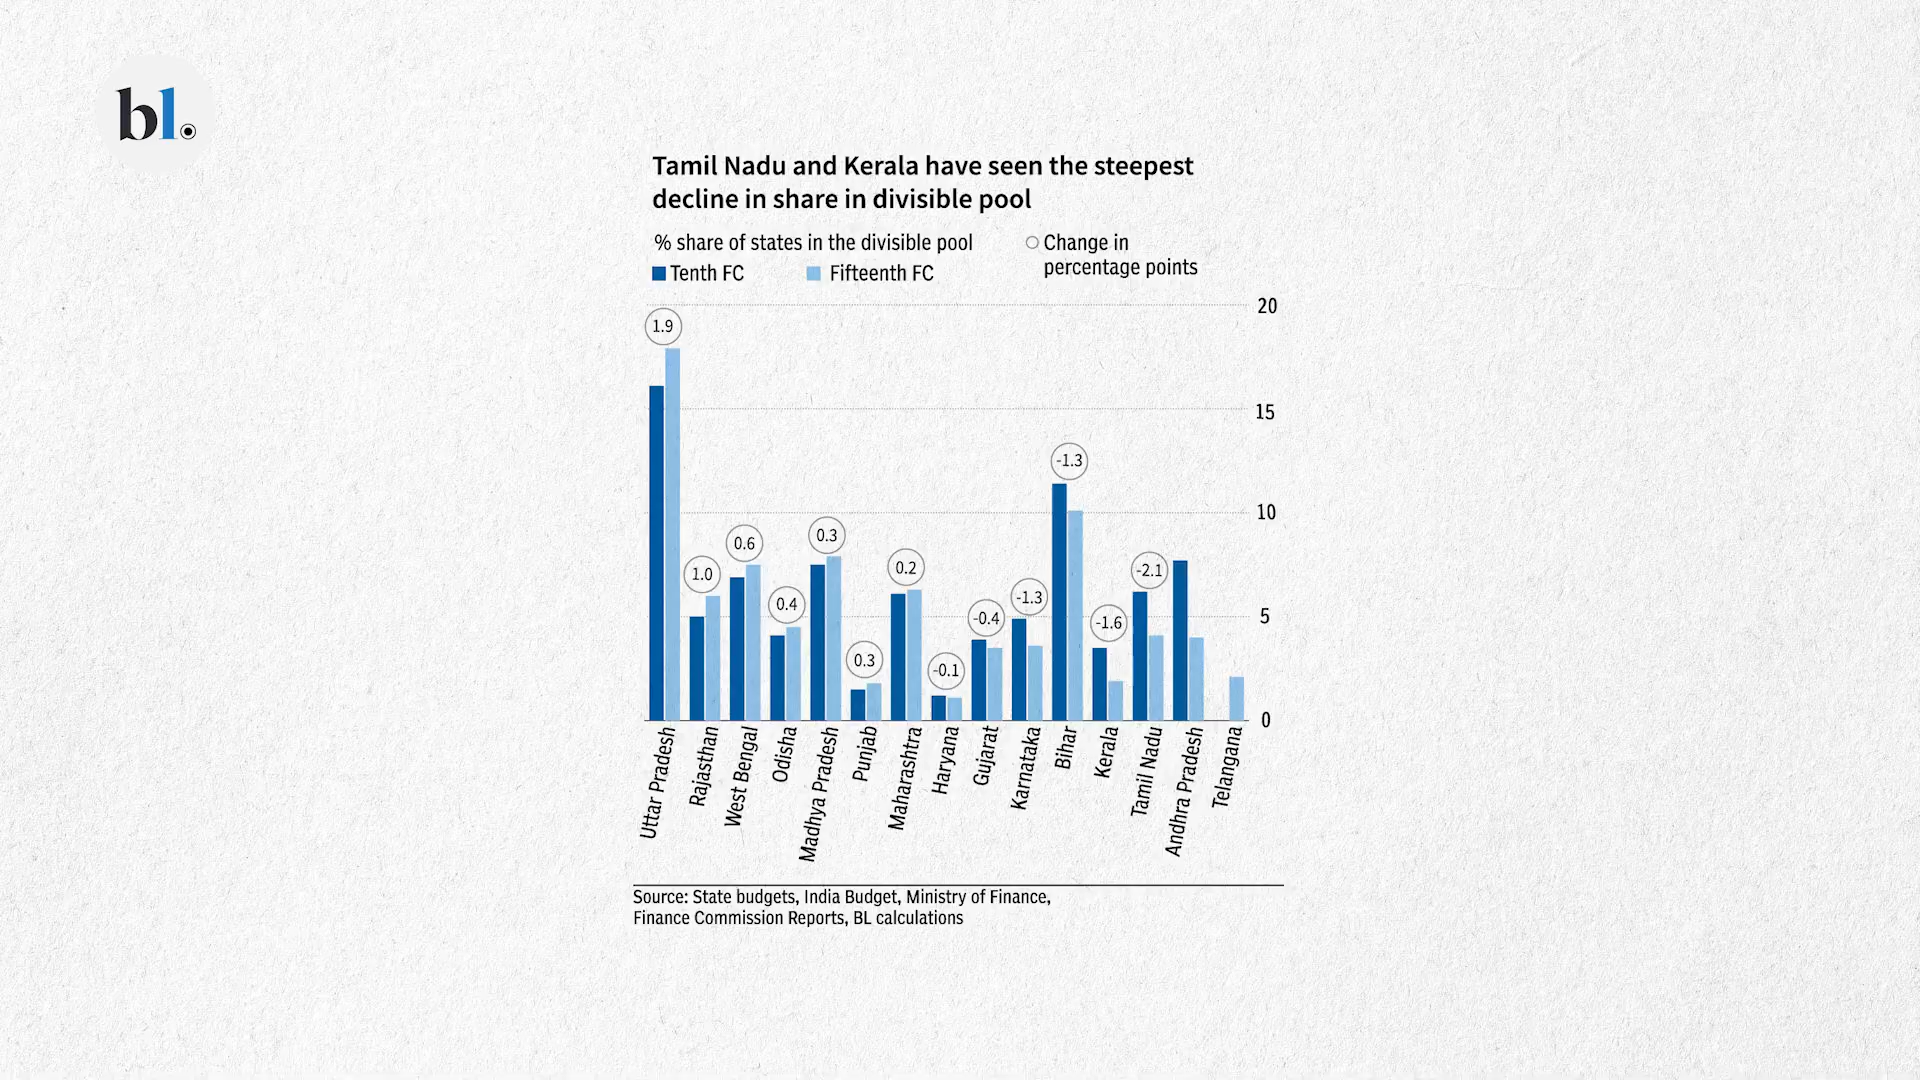 bl.
Tamil Nadu and Kerala have seen the steepest
decline in share in divisible pool
% share of states in the divisible pool
Tenth FC
Fifteenth FC
Change in
percentage points
20
15
10
5
0
1.9
1.0
0.6
0.4
0.3
0.3
0.2
-0.1
-0.4
-1.3
-1.3
-1.6
-2.1
Uttar Pradesh
Rajasthan
West Bengal
Odisha
Madhya Pradesh
Punjab
Maharashtra
Haryana
Gujarat
Karnataka
Bihar
Kerala
Tamil Nadu
Andhra Pradesh
Telangana
Source: State budgets, India Budget, Ministry of Finance,
Finance Commission Reports, BL calculations